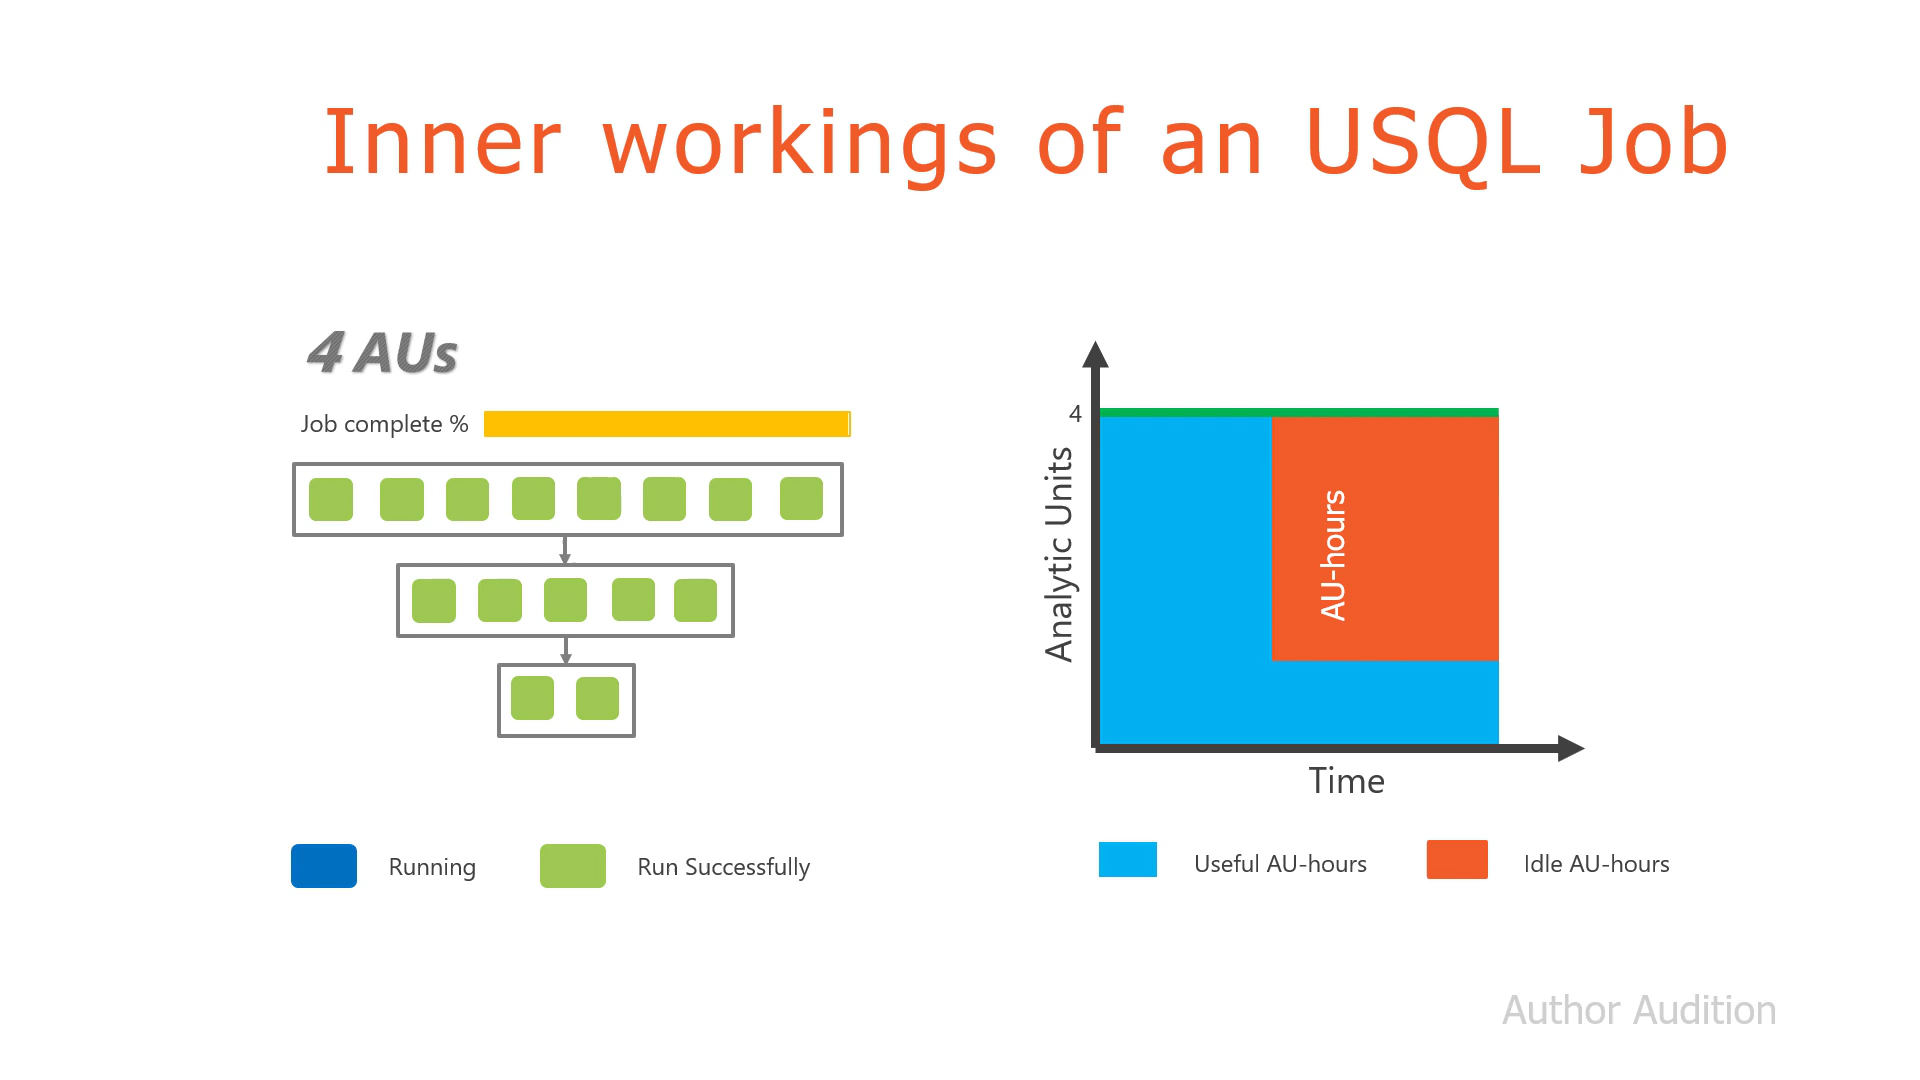 Inner workings of an USQL Job
4 AUs
Job complete %
Running
Run Successfully
4
Analytic Units
AU-hours
Time
Useful AU-hours
Idle AU-hours
Author Audition